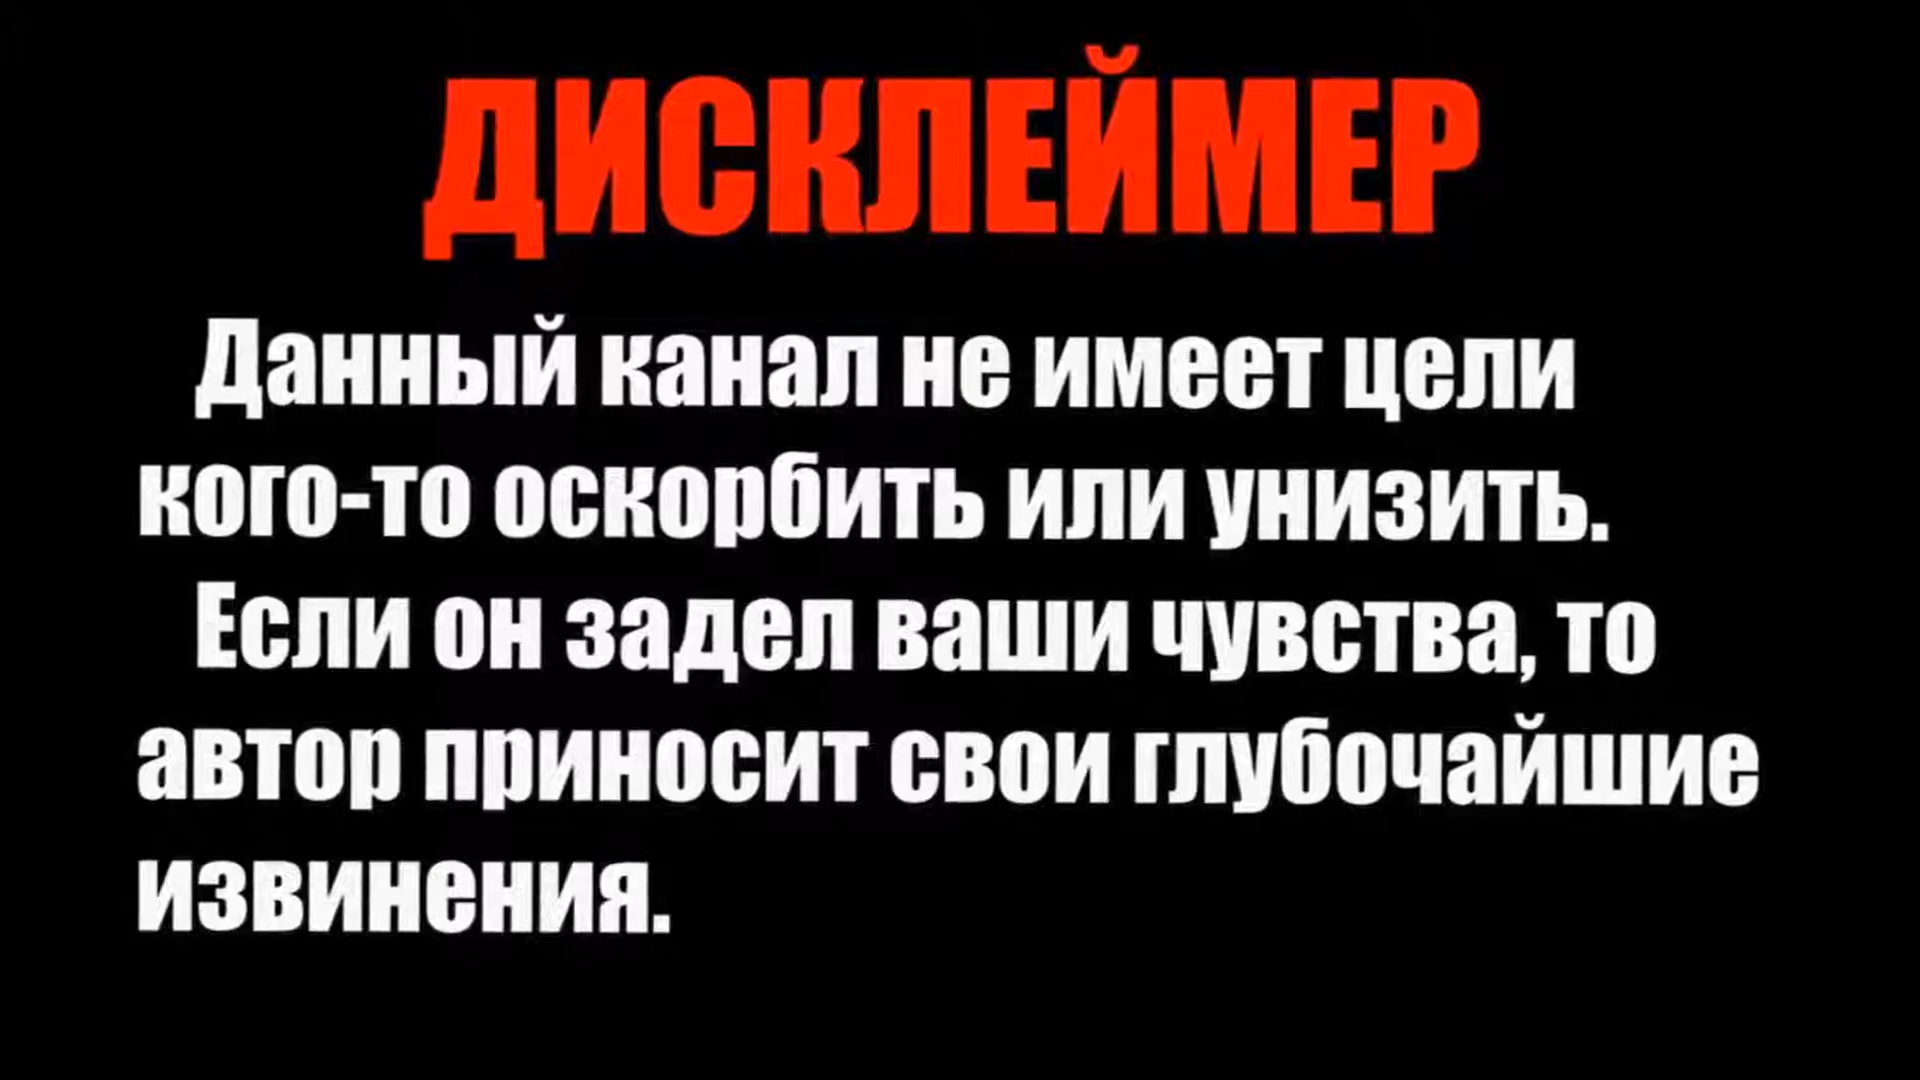 ДИСКЛЕЙМЕР
Данный канал не имеет цели
кого-то оскорбить или унизить.
Если он задел ваши чувства, то
автор приносит свои глубочайшие
извинения.